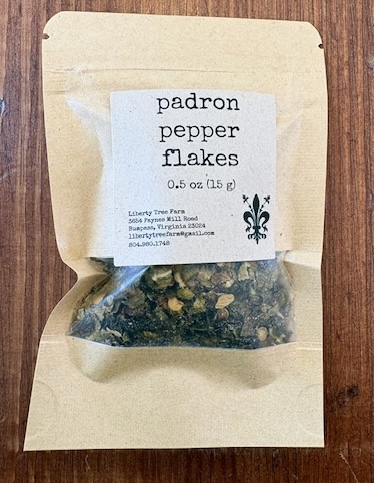 padron
pepper
flakes
0.5 oz (15 g)
Liberty Tree Farm
3654 Paynes Mill Road
Bumpass, Virginia 23024
libertytreefarm@gmail.com
804.980.1748